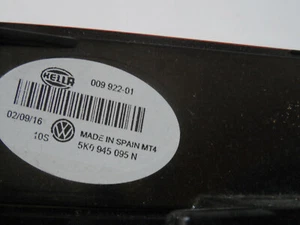 HELLA
009 922-01
02/09/16
MADE IN SPAIN MT4
10S
5K0 945 095 N